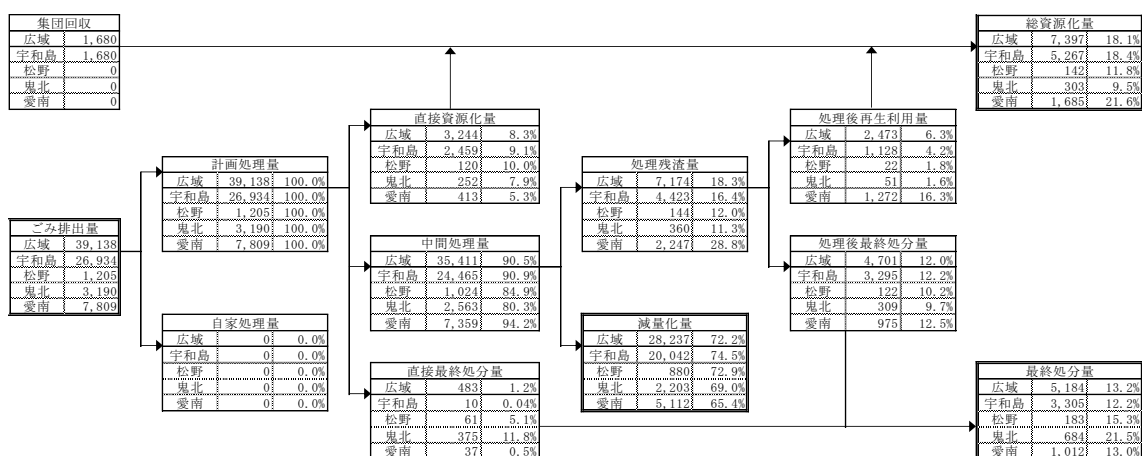 集団回収
広域 1,680
宇和島 1,680
松野 0
鬼北 0
愛南 0
総資源化量
広域 7,397 18.1%
宇和島 5,267 18.4%
松野 142 11.8%
鬼北 303 9.5%
愛南 1,685 21.6%
直接資源化量
広域 3,244 8.3%
宇和島 2,459 9.1%
松野 120 10.0%
鬼北 252 7.9%
愛南 413 5.3%
処理後再生利用量
広域 2,473 6.3%
宇和島 1,128 4.2%
松野 22 1.8%
鬼北 51 1.6%
愛南 1,272 16.3%
計画処理量
広域 39,138 100.0%
宇和島 26,934 100.0%
松野 1,205 100.0%
鬼北 3,190 100.0%
愛南 7,809 100.0%
処理残渣量
広域 7,174 18.3%
宇和島 4,423 16.4%
松野 144 12.0%
鬼北 360 11.3%
愛南 2,247 28.8%
ごみ排出量
広域 39,138
宇和島 26,934
松野 1,205
鬼北 3,190
愛南 7,809
中間処理量
広域 35,411 90.5%
宇和島 24,465 90.9%
松野 1,024 84.9%
鬼北 2,563 80.3%
愛南 7,359 94.2%
処理後最終処分量
広域 4,701 12.0%
宇和島 3,295 12.2%
松野 122 10.2%
鬼北 309 9.7%
愛南 975 12.5%
自家処理量
広域 0 0.0%
宇和島 0 0.0%
松野 0 0.0%
鬼北 0 0.0%
愛南 0 0.0%
減量化量
広域 28,237 72.2%
宇和島 20,042 74.5%
松野 880 72.9%
鬼北 2,203 69.0%
愛南 5,112 65.4%
直接最終処分量
広域 483 1.2%
宇和島 10 0.04%
松野 61 5.1%
鬼北 375 11.8%
愛南 37 0.5%
最終処分量
広域 5,184 13.2%
宇和島 3,305 12.2%
松野 183 15.3%
鬼北 684 21.5%
愛南 1,012 13.0%